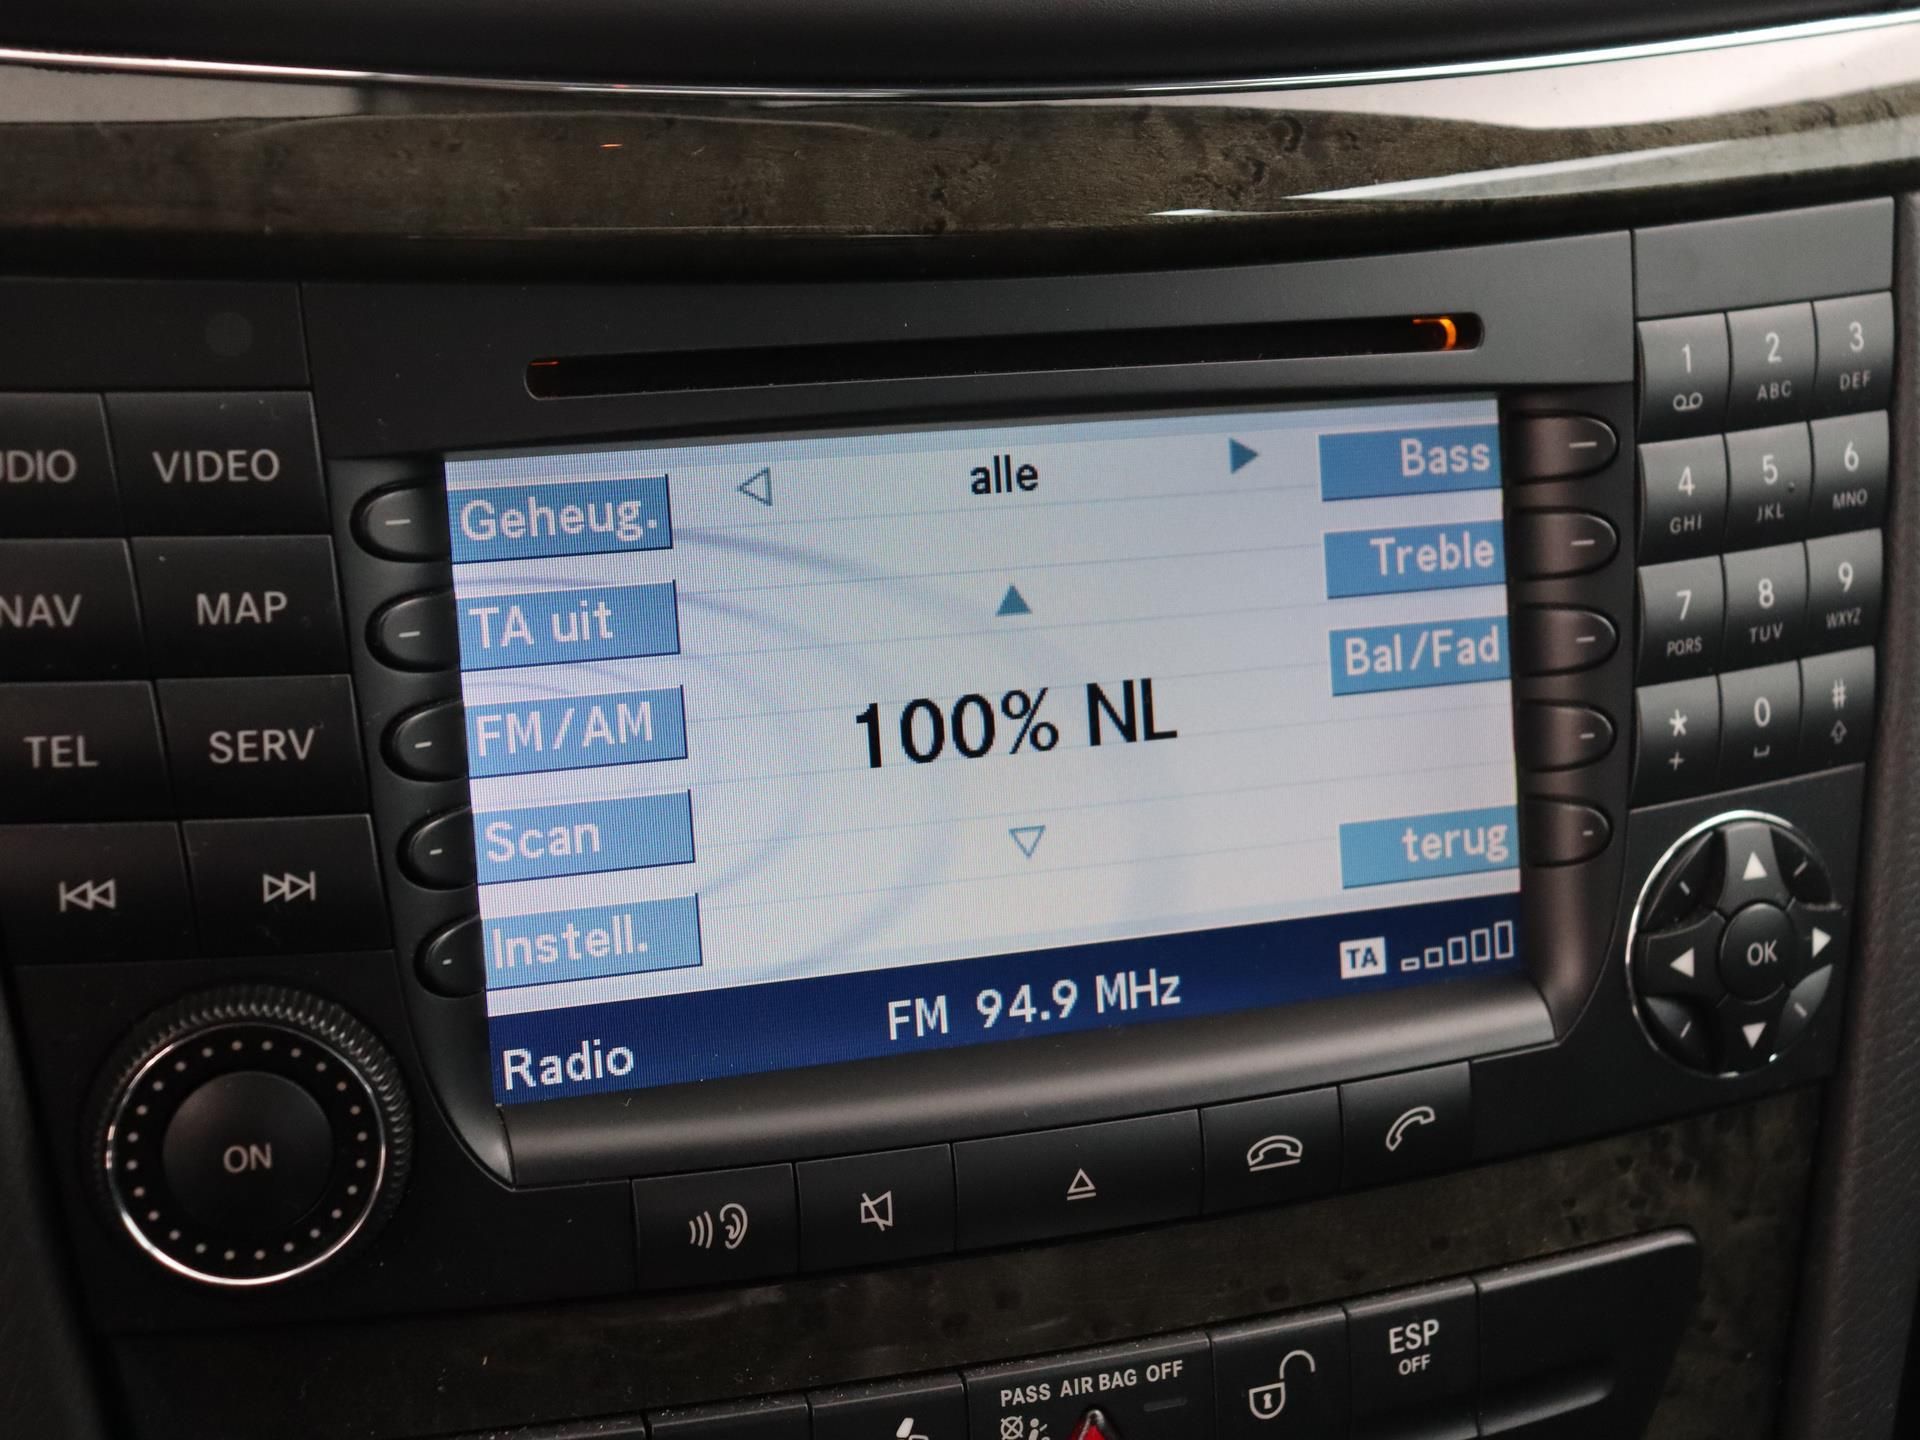 UDIO VIDEO
NAV MAP
TEL SERV
ON
Geheug.
TA uit
FM/AM
Scan
Instell.
alle
100% NL
Bass
Treble
Bal/Fad
terug
TA
FM 94.9 MHz
Radio
1 2 ABC 3 DEF
4 GHI 5 JKL 6 MNO
7 PQRS 8 TUV 9 WXYZ
* + 0 #
OK
PASS AIR BAG OFF
ESP
OFF